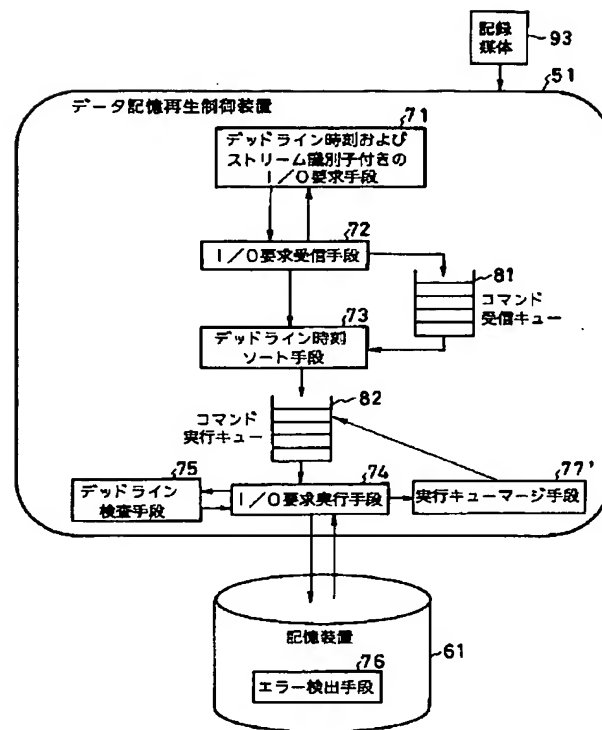 記録
媒体
93
51
データ記憶再生制御装置
71
デッドライン時刻および
ストリーム識別子付きの
I/O要求手段
72
I/O要求受信手段
81
コマンド
受信キュー
73
デッドライン時刻
ソート手段
82
コマンド
実行キュー
75
デッドライン
検査手段
74
I/O要求実行手段
77'
実行キューマージ手段
記憶装置
61
76
エラー検出手段